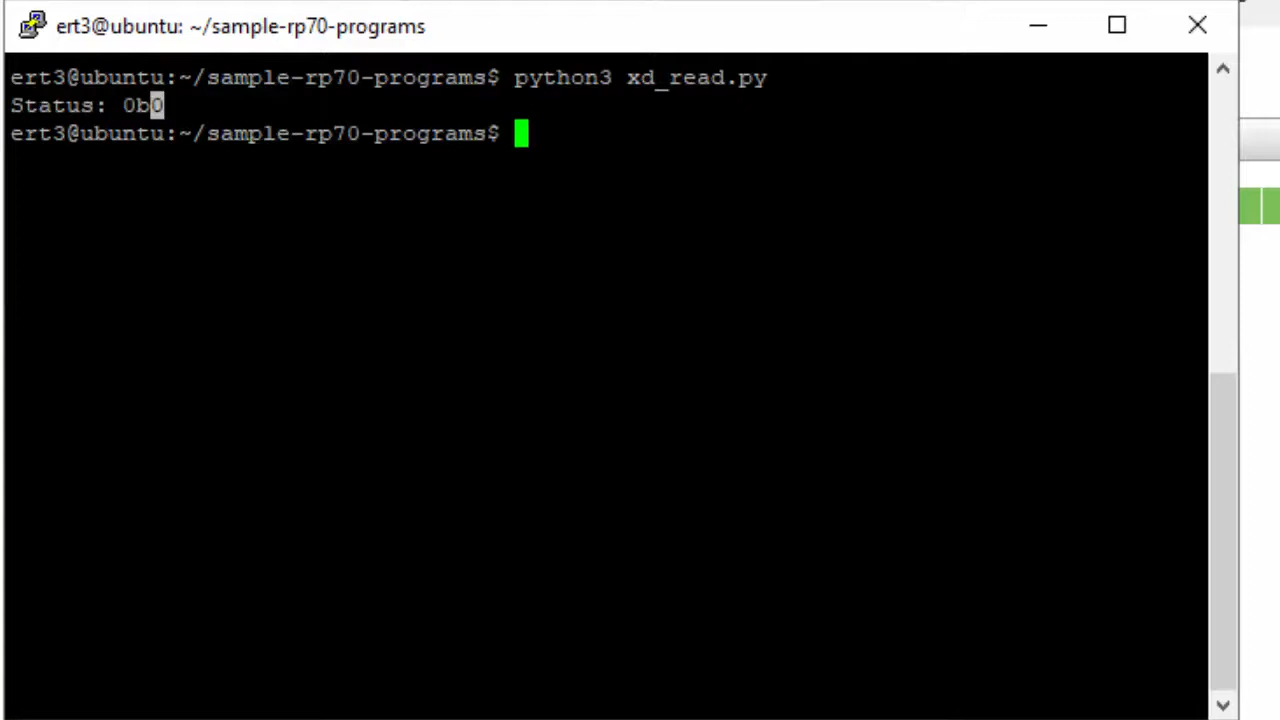 ert3@ubuntu: ~/sample-rp70-programs
ert3@ubuntu:~/sample-rp70-programs$ python3 xd_read.py
Status: 0b0
ert3@ubuntu:~/sample-rp70-programs$